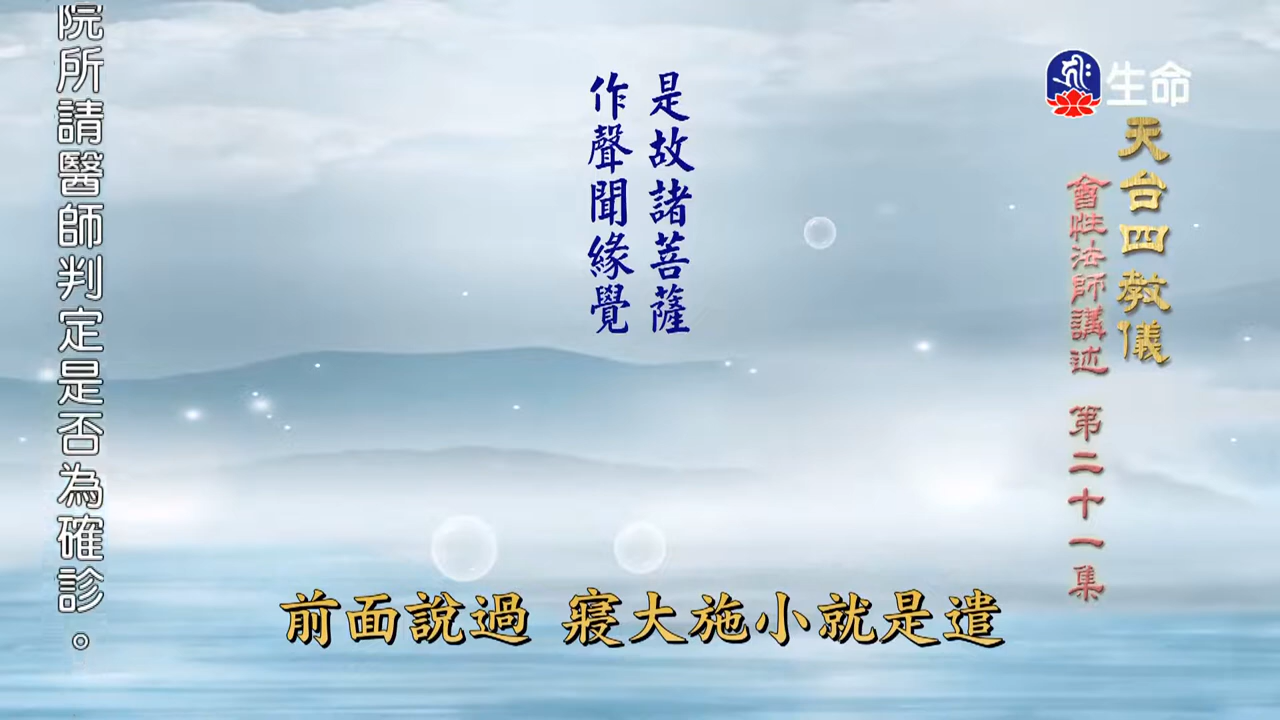 生命
天台四教儀
會性法師講述 第二十一集
是故諸菩薩
作聲聞緣覺
院所請醫師判定是否為確診。
前面說過 寢大施小就是遣